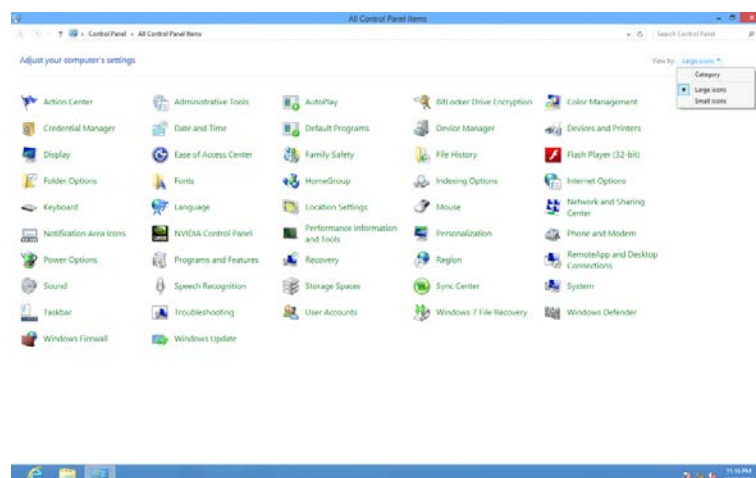 All Control Panel Items
Control Panel All Control Panel Items
Search Control Panel
Adjust your computer's settings
View by: Large icons
Category
Large icons
Small icons
Action Center Administrative Tools AutoPlay BitLocker Drive Encryption Color Management
Credential Manager Date and Time Default Programs Device Manager Devices and Printers
Display Ease of Access Center Family Safety File History Flash Player (32-bit)
Folder Options Fonts HomeGroup Indexing Options Internet Options
Keyboard Language Location Settings Mouse Network and Sharing
Center
Notification Area Icons NVIDIA Control Panel Performance Information Personalization Phone and Modem
and Tools
Power Options Programs and Features Recovery Region RemoteApp and Desktop
Connections
Sound Speech Recognition Storage Spaces Sync Center System
Taskbar Troubleshooting User Accounts Windows 7 File Recovery Windows Defender
Windows Firewall Windows Update
11:16 PM